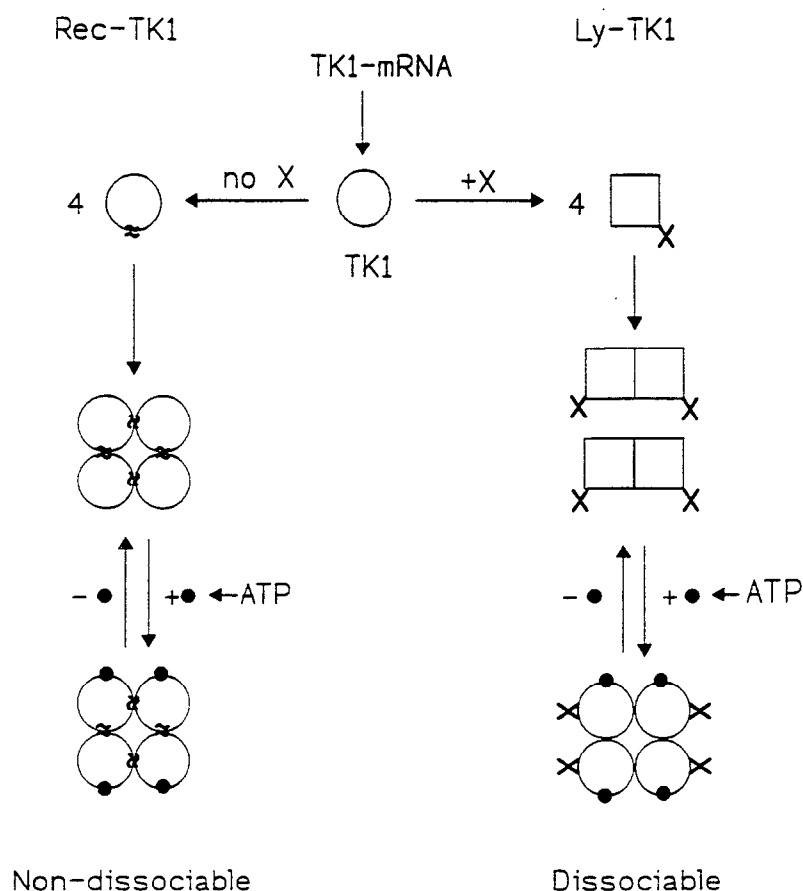 Rec-TK1
Ly-TK1
TK1-mRNA
no X
+X
4
4
X
TK1
X X
X X
- ● +● ←ATP
- ● +● ←ATP
X X
X X
Non-dissociable
Dissociable